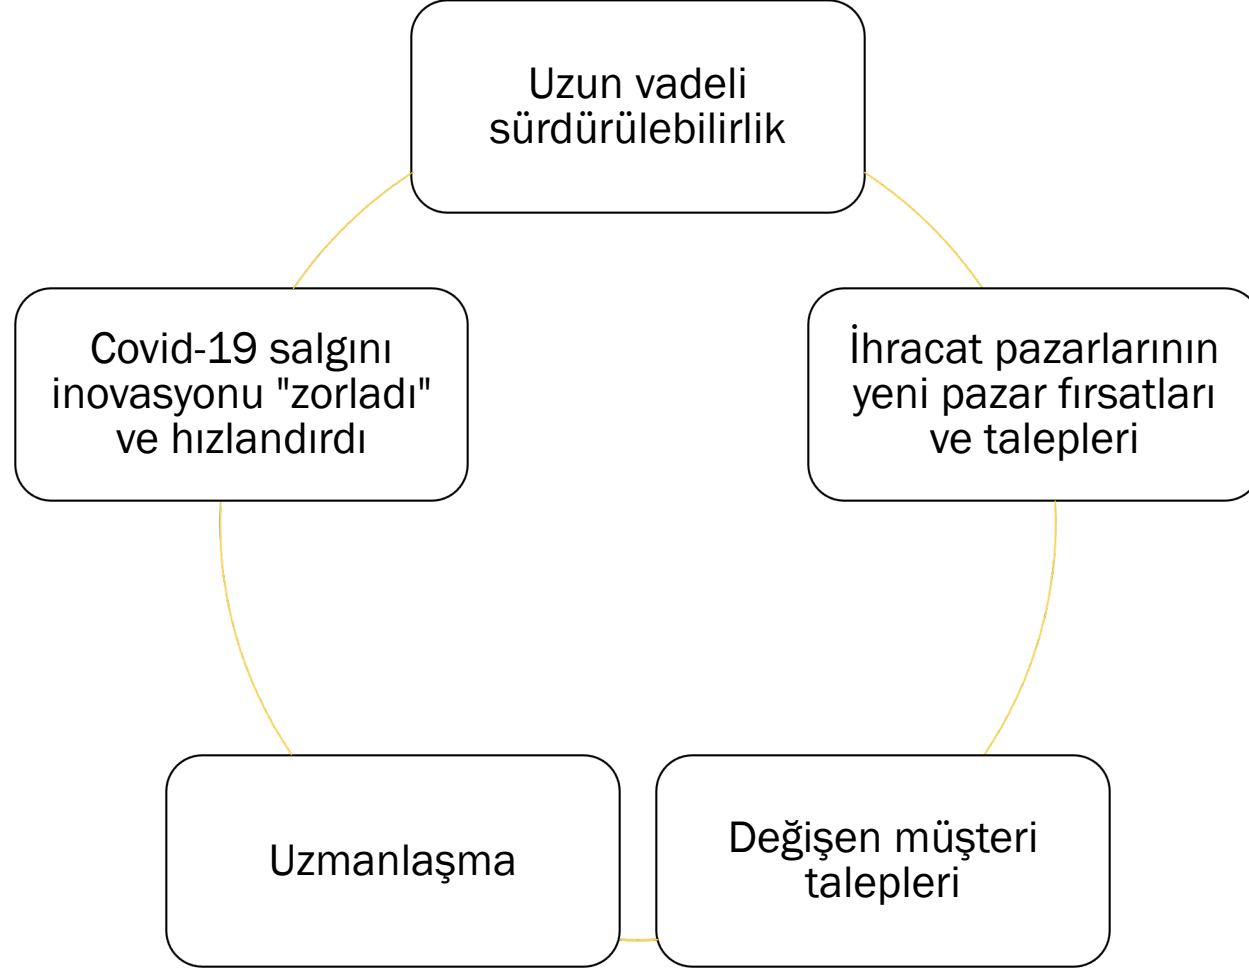 Uzun vadeli
sürdürülebilirlik
Covid-19 salgını
inovasyonu "zorladı"
ve hızlandırdı
İhracat pazarlarının
yeni pazar fırsatları
ve talepleri
Uzmanlaşma
Değişen müşteri
talepleri